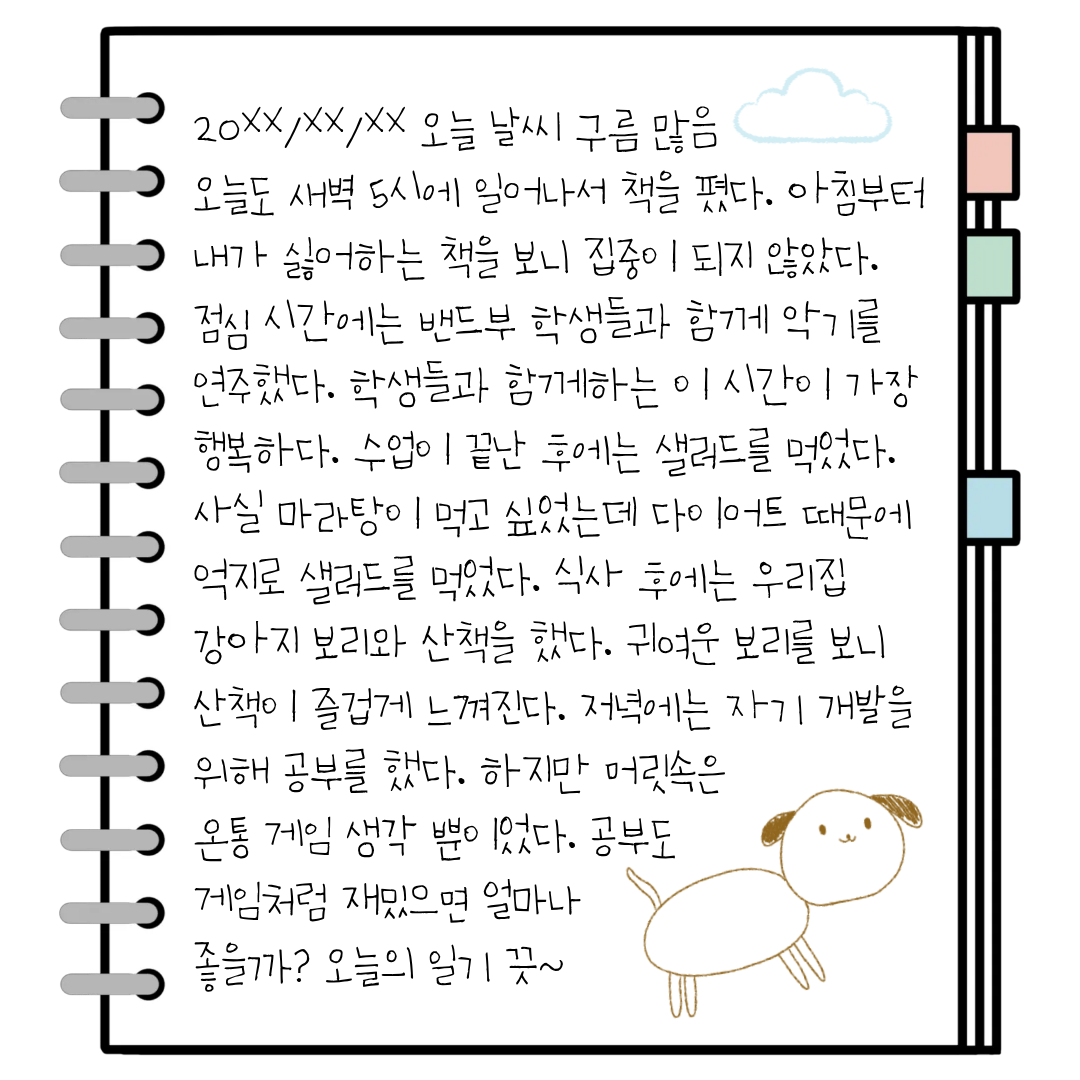 20XX/XX/XX 오늘 날씨 구름 많음
오늘도 새벽 5시에 일어나서 책을 폈다. 아침부터
내가 싫어하는 책을 보니 집중이 되지 않았다.
점심 시간에는 밴드부 학생들과 함께 악기를
연주했다. 학생들과 함께하는 이 시간이 가장
행복하다. 수업이 끝난 후에는 샐러드를 먹었다.
사실 마라탕이 먹고 싶었는데 다이어트 때문에
억지로 샐러드를 먹었다. 식사 후에는 우리집
강아지 보리와 산책을 했다. 귀여운 보리를 보니
산책이 즐겁게 느껴진다. 저녁에는 자기 개발을
위해 공부를 했다. 하지만 머릿속은
온통 게임 생각 뿐이었다. 공부도
게임처럼 재밌으면 얼마나
좋을까? 오늘의 일기 끗~